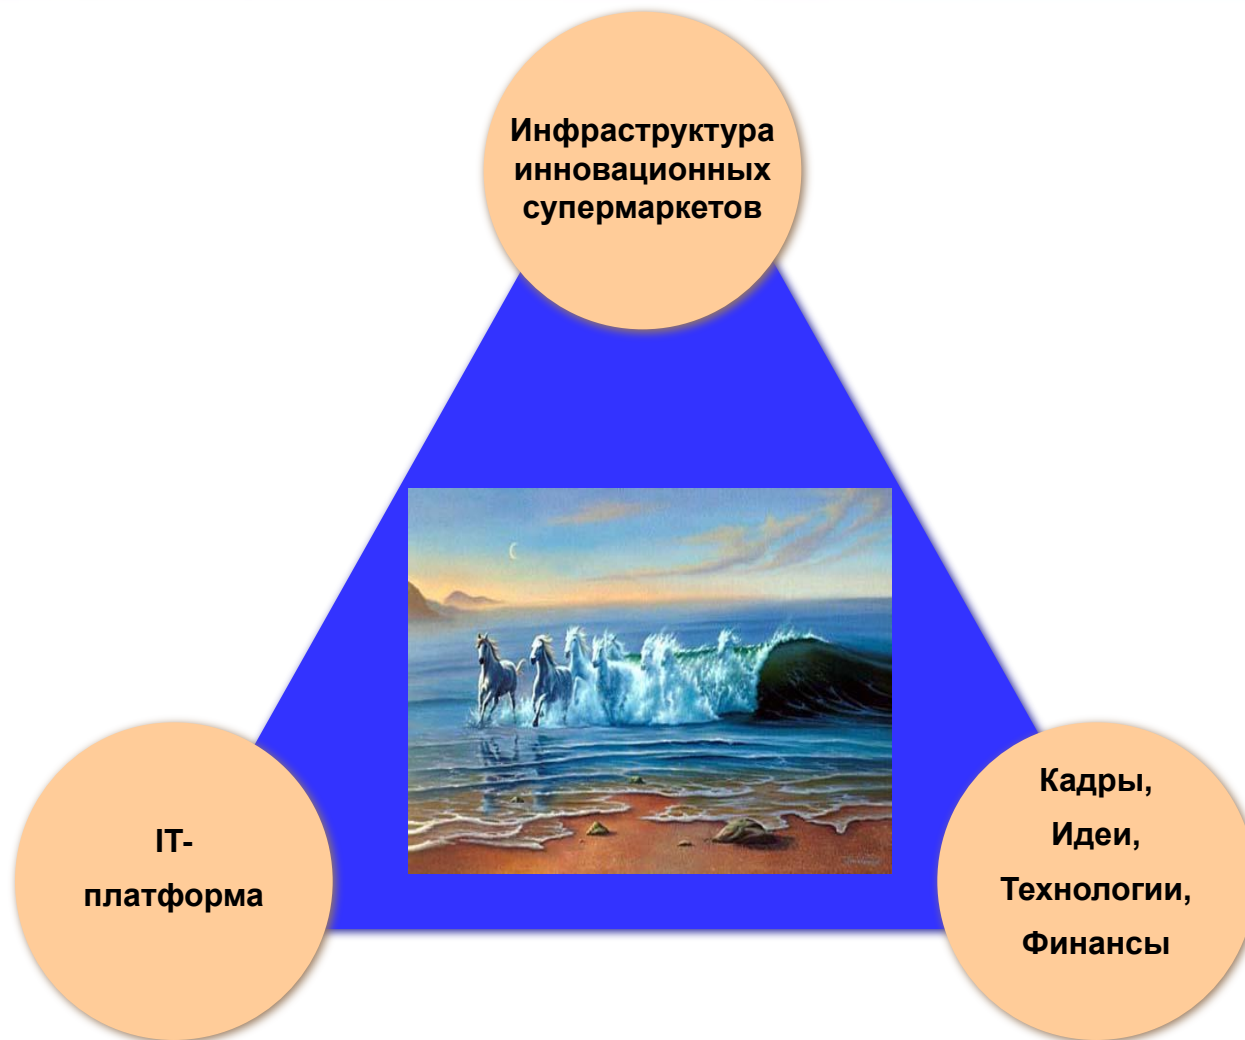 Инфраструктура
инновационных
супермаркетов
IT-
платформа
Кадры,
Идеи,
Технологии,
Финансы